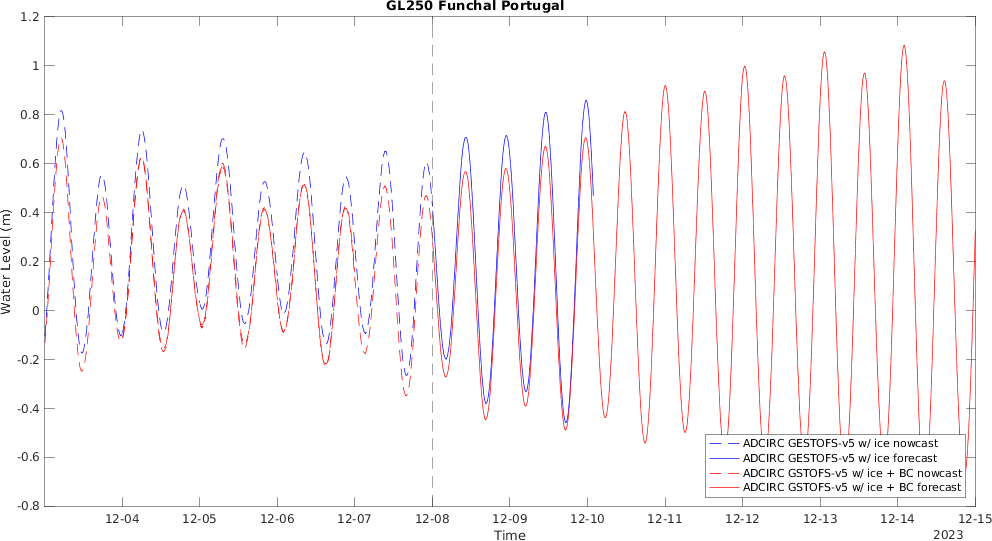 GL250 Funchal Portugal
1.2
1
0.8
0.6
0.4
0.2
0
-0.2
-0.4
-0.6
-0.8
Water Level (m)
ADCIRC GESTOFS-v5 w/ ice nowcast
ADCIRC GESTOFS-v5 w/ ice forecast
ADCIRC GSTOFS-v5 w/ ice + BC nowcast
ADCIRC GSTOFS-v5 w/ ice + BC forecast
12-04 12-05 12-06 12-07 12-08 12-09 12-10 12-11 12-12 12-13 12-14 12-15
Time
2023